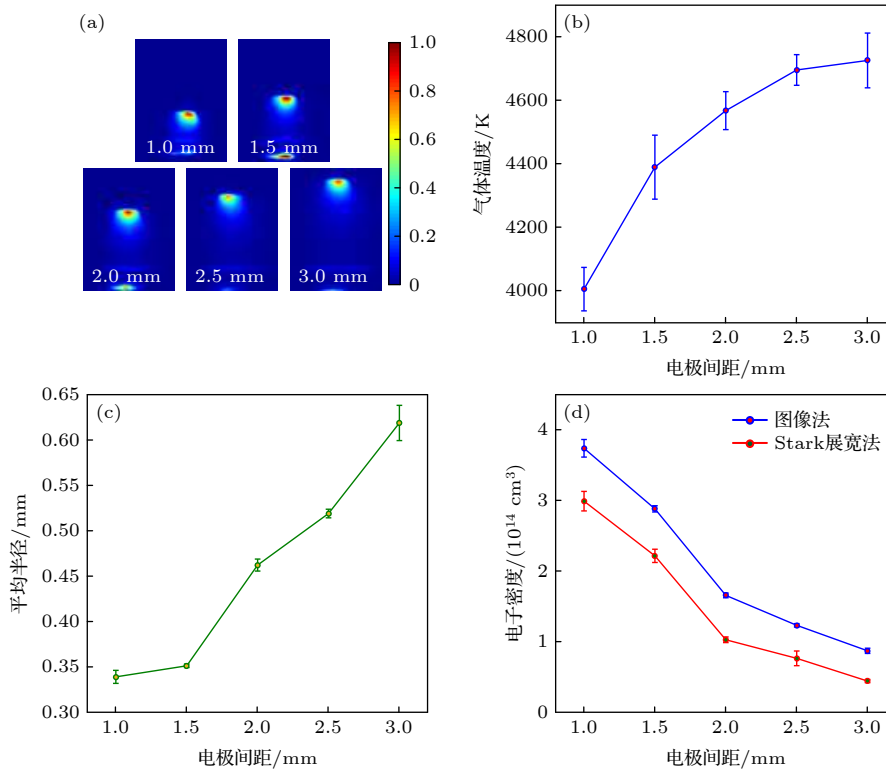 (a)
1.0 mm
1.5 mm
2.0 mm
2.5 mm
3.0 mm
1.0
0.8
0.6
0.4
0.2
0
(b)
4800
4600
4400
4200
4000
气体温度/K
1.0 1.5 2.0 2.5 3.0
电极间距/mm
(c)
0.65
0.60
0.55
0.50
0.45
0.40
0.35
0.30
平均半径/mm
1.0 1.5 2.0 2.5 3.0
电极间距/mm
(d)
图像法
Stark展宽法
4
3
2
1
0
电子密度/(10¹⁴ cm³)
1.0 1.5 2.0 2.5 3.0
电极间距/mm